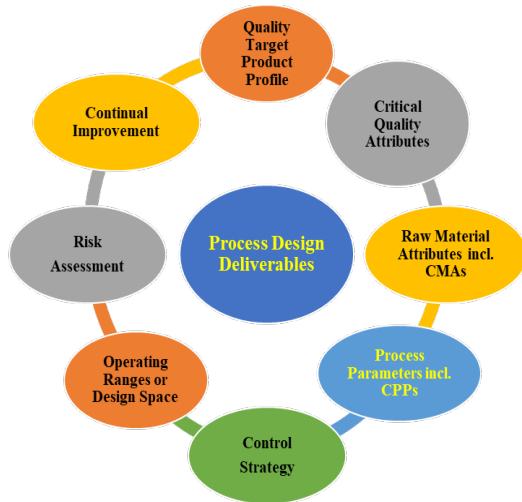 Quality
Target
Product
Profile
Critical
Quality
Attributes
Raw Material
Attributes incl.
CMAs
Process
Parameters incl.
CPPs
Control
Strategy
Operating
Ranges or
Design Space
Risk
Assessment
Continual
Improvement
Process Design
Deliverables